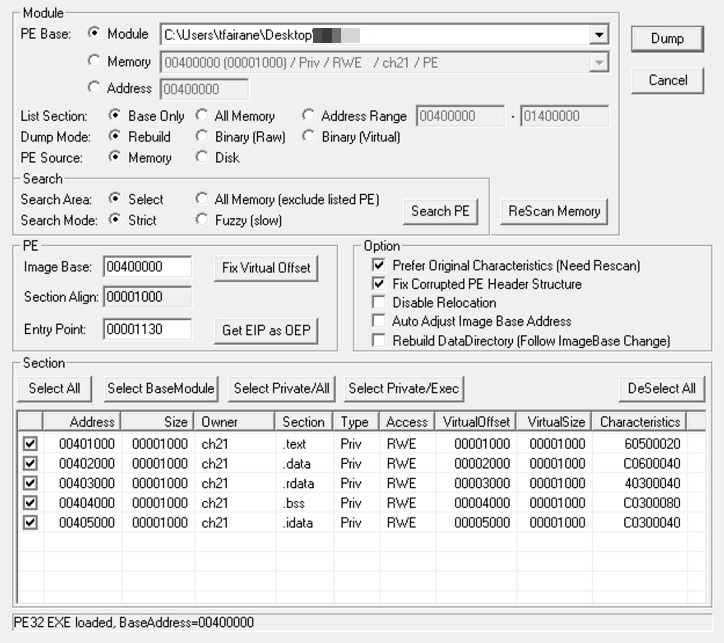 Module
PE Base: Module C:\Users\tfairane\Desktop\ Dump
Memory 00400000 (00001000) / Priv / RWE / ch21 / PE
Cancel
Address 00400000
List Section: Base Only All Memory Address Range 00400000 - 01400000
Dump Mode: Rebuild Binary (Raw) Binary (Virtual)
PE Source: Memory Disk
Search
Search Area: Select All Memory (exclude listed PE)
Search PE ReScan Memory
Search Mode: Strict Fuzzy (slow)
PE Option
Image Base: 00400000 Fix Virtual Offset Prefer Original Characteristics (Need Rescan)
Fix Corrupted PE Header Structure
Section Align: 00001000 Disable Relocation
Auto Adjust Image Base Address
Entry Point: 00001130 Get EIP as OEP Rebuild DataDirectory (Follow ImageBase Change)
Section
Select All Select BaseModule Select Private/All Select Private/Exec DeSelect All
Address Size Owner Section Type Access VirtualOffset VirtualSize Characteristics
00401000 00001000 ch21 .text Priv RWE 00001000 00001000 60500020
00402000 00001000 ch21 .data Priv RWE 00002000 00001000 C0600040
00403000 00001000 ch21 .rdata Priv RWE 00003000 00001000 40300040
00404000 00001000 ch21 .bss Priv RWE 00004000 00001000 C0300080
00405000 00001000 ch21 .idata Priv RWE 00005000 00001000 C0300040
PE32 EXE loaded, BaseAddress=00400000